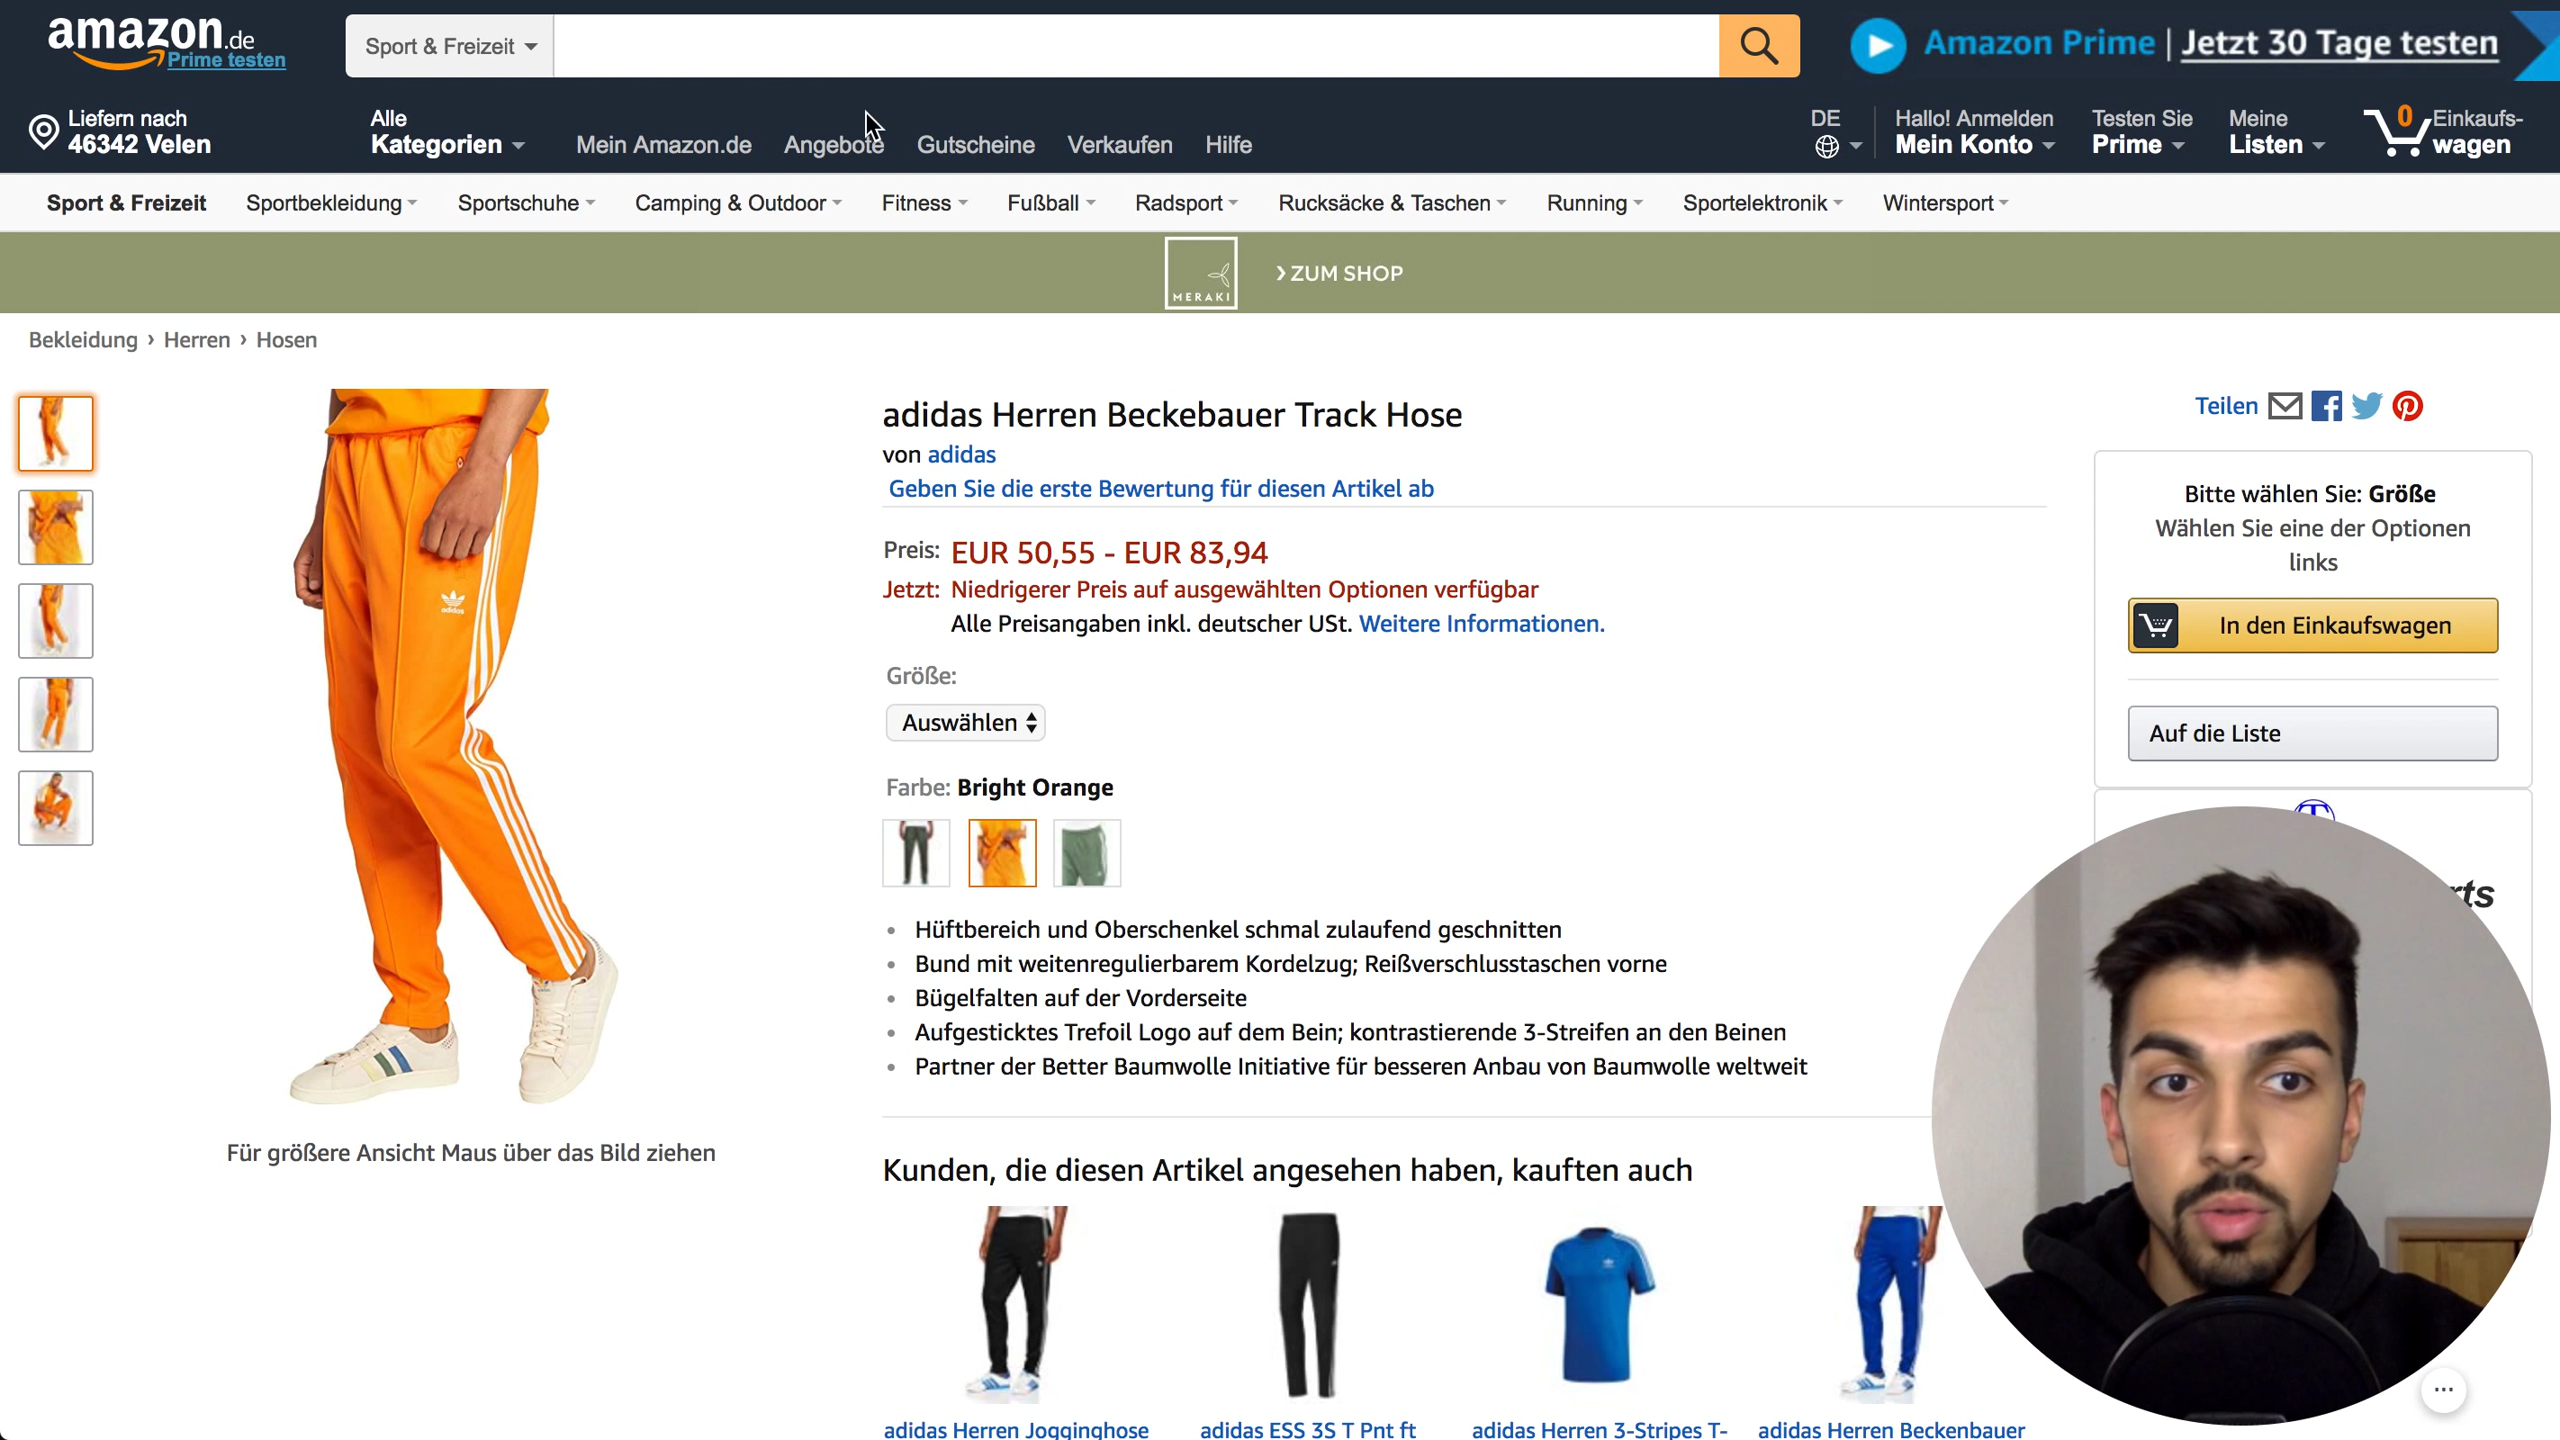 amazon.de
Prime testen
Sport & Freizeit
Amazon Prime | Jetzt 30 Tage testen
Liefern nach
46342 Velen
Alle
Kategorien
Mein Amazon.de
Angebote
Gutscheine
Verkaufen
Hilfe
DE
Hallo! Anmelden
Mein Konto
Testen Sie
Prime
Meine
Listen
0
Einkaufs-
wagen
Sport & Freizeit
Sportbekleidung
Sportschuhe
Camping & Outdoor
Fitness
Fußball
Radsport
Rucksäcke & Taschen
Running
Sportelektronik
Wintersport
MERAKI
› ZUM SHOP
Bekleidung › Herren › Hosen
adidas
Für größere Ansicht Maus über das Bild ziehen
adidas Herren Beckebauer Track Hose
von adidas
Geben Sie die erste Bewertung für diesen Artikel ab
Preis: EUR 50,55 - EUR 83,94
Jetzt: Niedrigerer Preis auf ausgewählten Optionen verfügbar
Alle Preisangaben inkl. deutscher USt. Weitere Informationen.
Größe:
Auswählen
Farbe: Bright Orange
• Hüftbereich und Oberschenkel schmal zulaufend geschnitten
• Bund mit weitenregulierbarem Kordelzug; Reißverschlusstaschen vorne
• Bügelfalten auf der Vorderseite
• Aufgesticktes Trefoil Logo auf dem Bein; kontrastierende 3-Streifen an den Beinen
• Partner der Better Baumwolle Initiative für besseren Anbau von Baumwolle weltweit
Kunden, die diesen Artikel angesehen haben, kauften auch
adidas Herren Jogginghose
adidas ESS 3S T Pnt ft
adidas Herren 3-Stripes T-
adidas Herren Beckenbauer
Teilen
Bitte wählen Sie: Größe
Wählen Sie eine der Optionen
links
In den Einkaufswagen
Auf die Liste